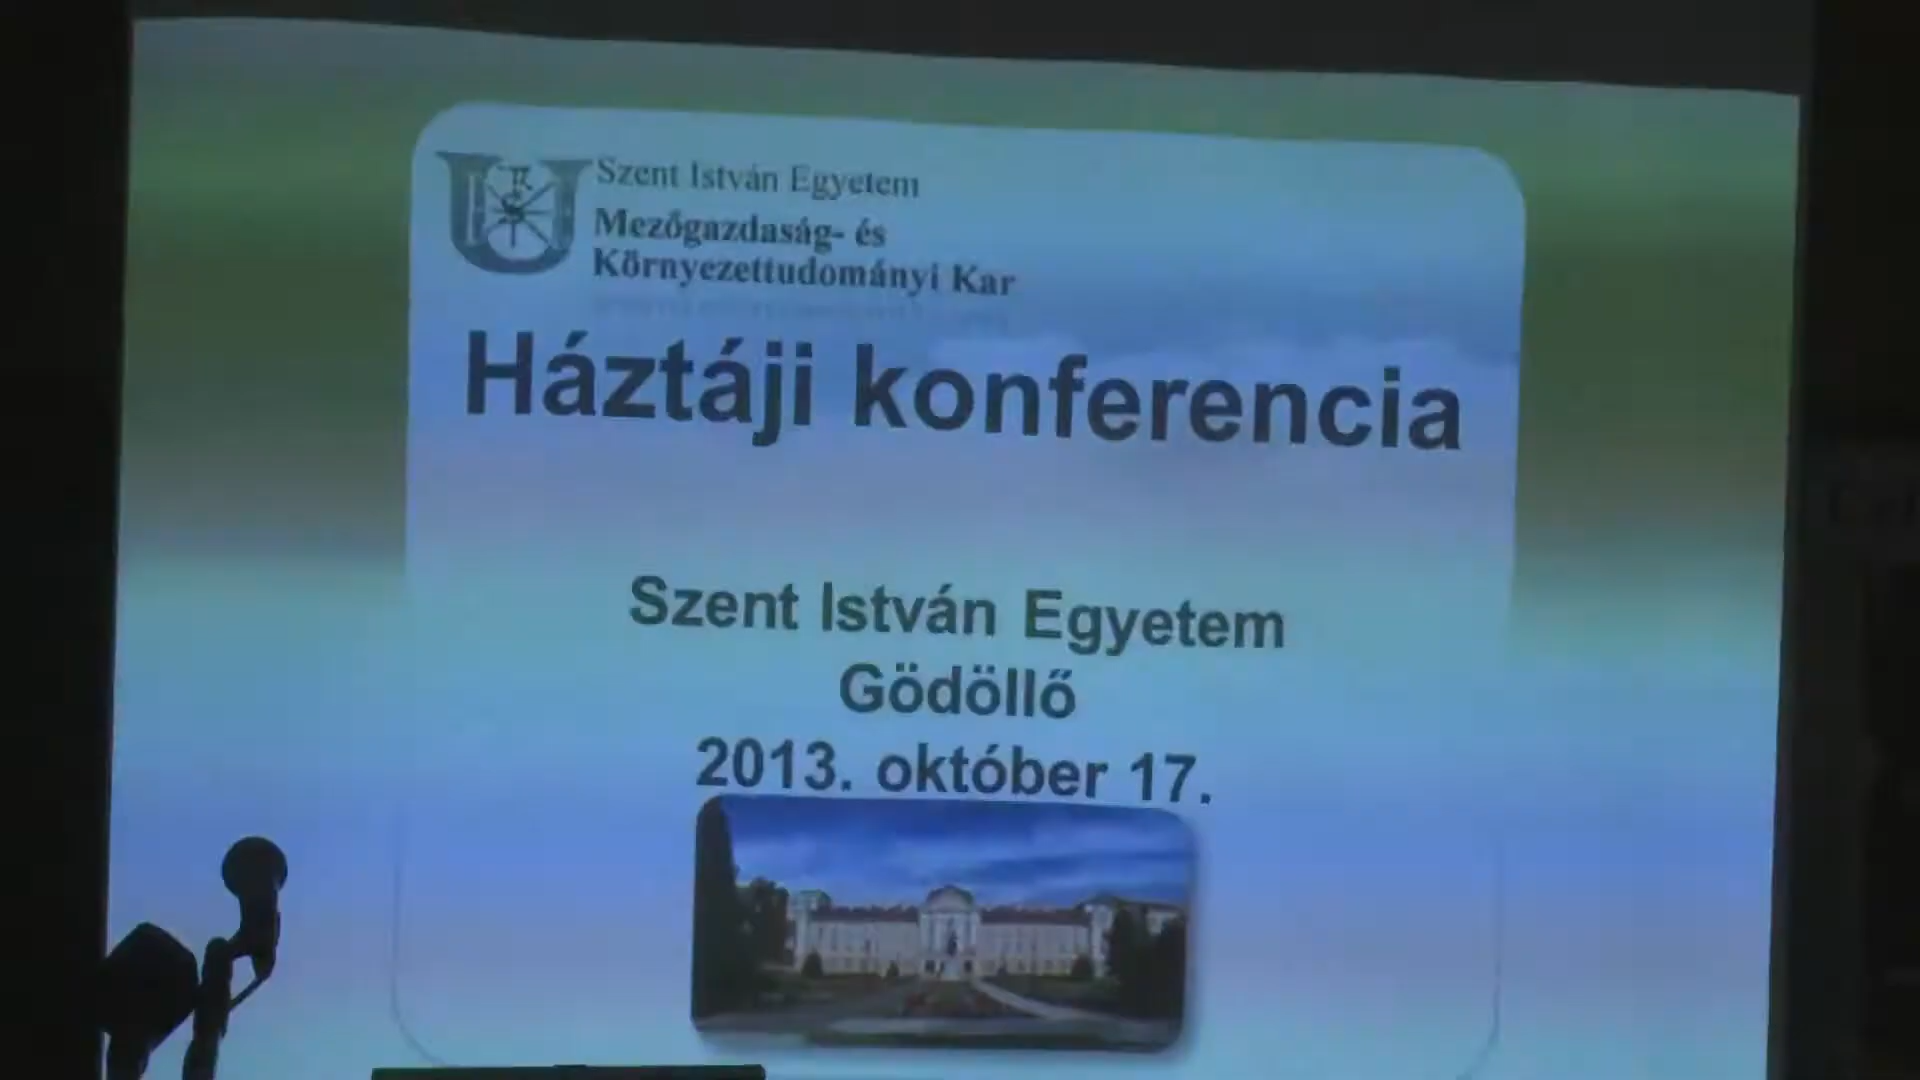 Szent István Egyetem
Mezőgazdaság- és
Környezettudományi Kar
Háztáji konferencia
Szent István Egyetem
Gödöllő
2013. október 17.